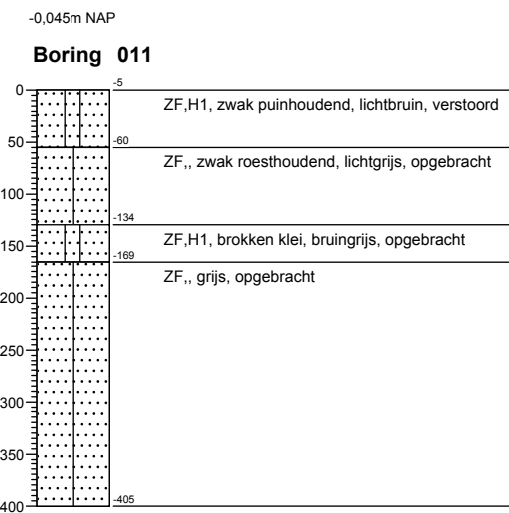 -0,045m NAP
Boring 011
0
-5
ZF,H1, zwak puinhoudend, lichtbruin, verstoord
50
-60
ZF,, zwak roesthoudend, lichtgrijs, opgebracht
100
-134
ZF,H1, brokken klei, bruingrijs, opgebracht
150
-169
ZF,, grijs, opgebracht
200
250
300
350
400
-405